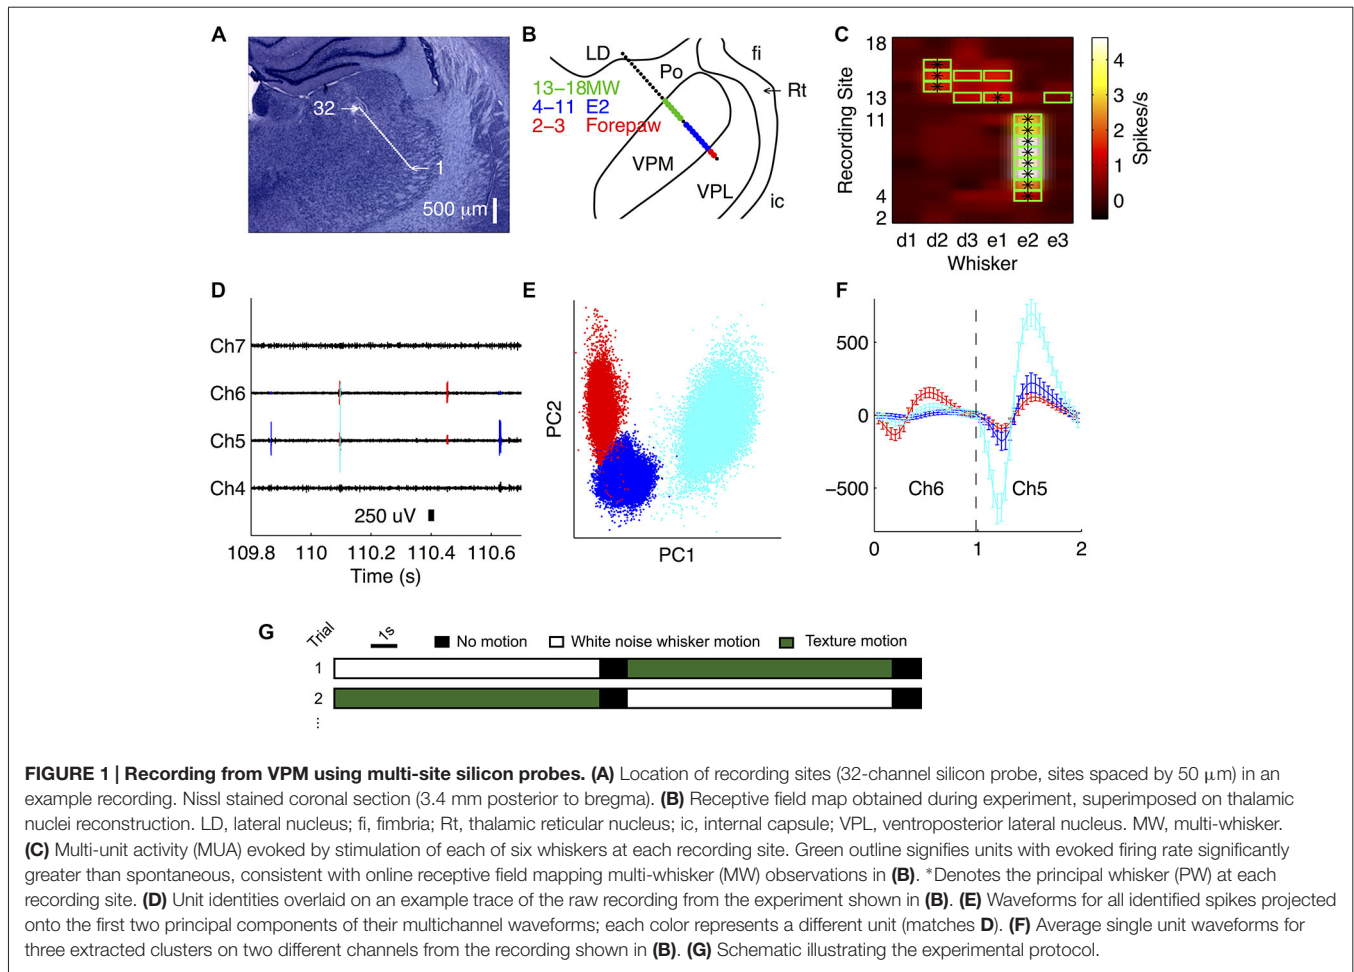 A
32
1
500 μm
B
LD
fi
Po
Rt
13–18MW
4–11 E2
2–3 Forepaw
VPM
VPL
ic
C
18
13
11
4
2
Recording Site
d1 d2 d3 e1 e2 e3
Whisker
4
3
2
1
0
Spikes/s
D
Ch7
Ch6
Ch5
Ch4
250 uV
109.8 110 110.2 110.4 110.6
Time (s)
E
PC2
PC1
F
500
0
−500
Ch6 Ch5
0 1 2
G
Trial
1s
No motion White noise whisker motion Texture motion
1
2
⋮
FIGURE 1 | Recording from VPM using multi-site silicon probes. (A) Location of recording sites (32-channel silicon probe, sites spaced by 50 μm) in an
example recording. Nissl stained coronal section (3.4 mm posterior to bregma). (B) Receptive field map obtained during experiment, superimposed on thalamic
nuclei reconstruction. LD, lateral nucleus; fi, fimbria; Rt, thalamic reticular nucleus; ic, internal capsule; VPL, ventroposterior lateral nucleus. MW, multi-whisker.
(C) Multi-unit activity (MUA) evoked by stimulation of each of six whiskers at each recording site. Green outline signifies units with evoked firing rate significantly
greater than spontaneous, consistent with online receptive field mapping multi-whisker (MW) observations in (B). *Denotes the principal whisker (PW) at each
recording site. (D) Unit identities overlaid on an example trace of the raw recording from the experiment shown in (B). (E) Waveforms for all identified spikes projected
onto the first two principal components of their multichannel waveforms; each color represents a different unit (matches D). (F) Average single unit waveforms for
three extracted clusters on two different channels from the recording shown in (B). (G) Schematic illustrating the experimental protocol.